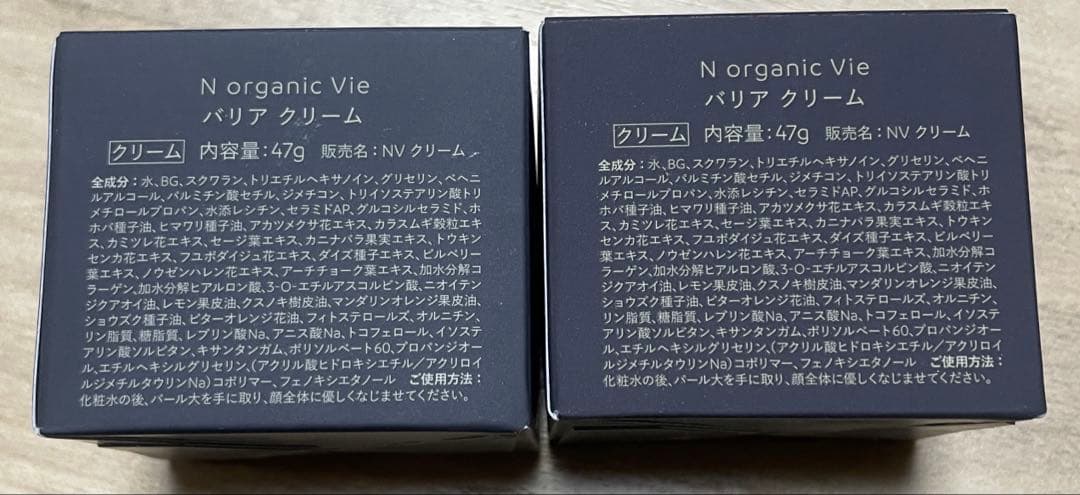 N organic Vie
バリア クリーム
クリーム 内容量:47g 販売名:NV クリーム
全成分:水、BG、スクワラン、トリエチルヘキサノイン、グリセリン、ベヘニ
ルアルコール、パルミチン酸セチル、ジメチコン、トリイソステアリン酸トリ
メチロールプロパン、水添レシチン、セラミドAP、グルコシルセラミド、ホ
ホバ種子油、ヒマワリ種子油、アカツメクサ花エキス、カラスムギ穀粒エキ
ス、カミツレ花エキス、セージ葉エキス、カニナバラ果実エキス、トウキン
センカ花エキス、フユボダイジュ花エキス、ダイズ種子エキス、ビルベリー
葉エキス、ノウゼンハレン花エキス、アーチチョーク葉エキス、加水分解コ
ラーゲン、加水分解ヒアルロン酸、3-O-エチルアスコルビン酸、ニオイテン
ジクアオイ油、レモン果皮油、クスノキ樹皮油、マンダリンオレンジ果皮油、
ショウズク種子油、ビターオレンジ花油、フィトステロールズ、オルニチン、
リン脂質、糖脂質、レブリン酸Na、アニス酸Na、トコフェロール、イソステ
アリン酸ソルビタン、キサンタンガム、ポリソルベート60、プロパンジオー
ル、エチルヘキシルグリセリン、(アクリル酸ヒドロキシエチル/アクリロイ
ルジメチルタウリンNa)コポリマー、フェノキシエタノール ご使用方法:
化粧水の後、パール大を手に取り、顔全体に優しくなじませてください。
N organic Vie
バリア クリーム
クリーム 内容量:47g 販売名:NV クリーム
全成分:水、BG、スクワラン、トリエチルヘキサノイン、グリセリン、ベヘニ
ルアルコール、パルミチン酸セチル、ジメチコン、トリイソステアリン酸トリ
メチロールプロパン、水添レシチン、セラミドAP、グルコシルセラミド、ホ
ホバ種子油、ヒマワリ種子油、アカツメクサ花エキス、カラスムギ穀粒エキ
ス、カミツレ花エキス、セージ葉エキス、カニナバラ果実エキス、トウキン
センカ花エキス、フユボダイジュ花エキス、ダイズ種子エキス、ビルベリー
葉エキス、ノウゼンハレン花エキス、アーチチョーク葉エキス、加水分解コ
ラーゲン、加水分解ヒアルロン酸、3-O-エチルアスコルビン酸、ニオイテン
ジクアオイ油、レモン果皮油、クスノキ樹皮油、マンダリンオレンジ果皮油、
ショウズク種子油、ビターオレンジ花油、フィトステロールズ、オルニチン、
リン脂質、糖脂質、レブリン酸Na、アニス酸Na、トコフェロール、イソステ
アリン酸ソルビタン、キサンタンガム、ポリソルベート60、プロパンジオー
ル、エチルヘキシルグリセリン、(アクリル酸ヒドロキシエチル/アクリロイ
ルジメチルタウリンNa)コポリマー、フェノキシエタノール ご使用方法:
化粧水の後、パール大を手に取り、顔全体に優しくなじませてください。